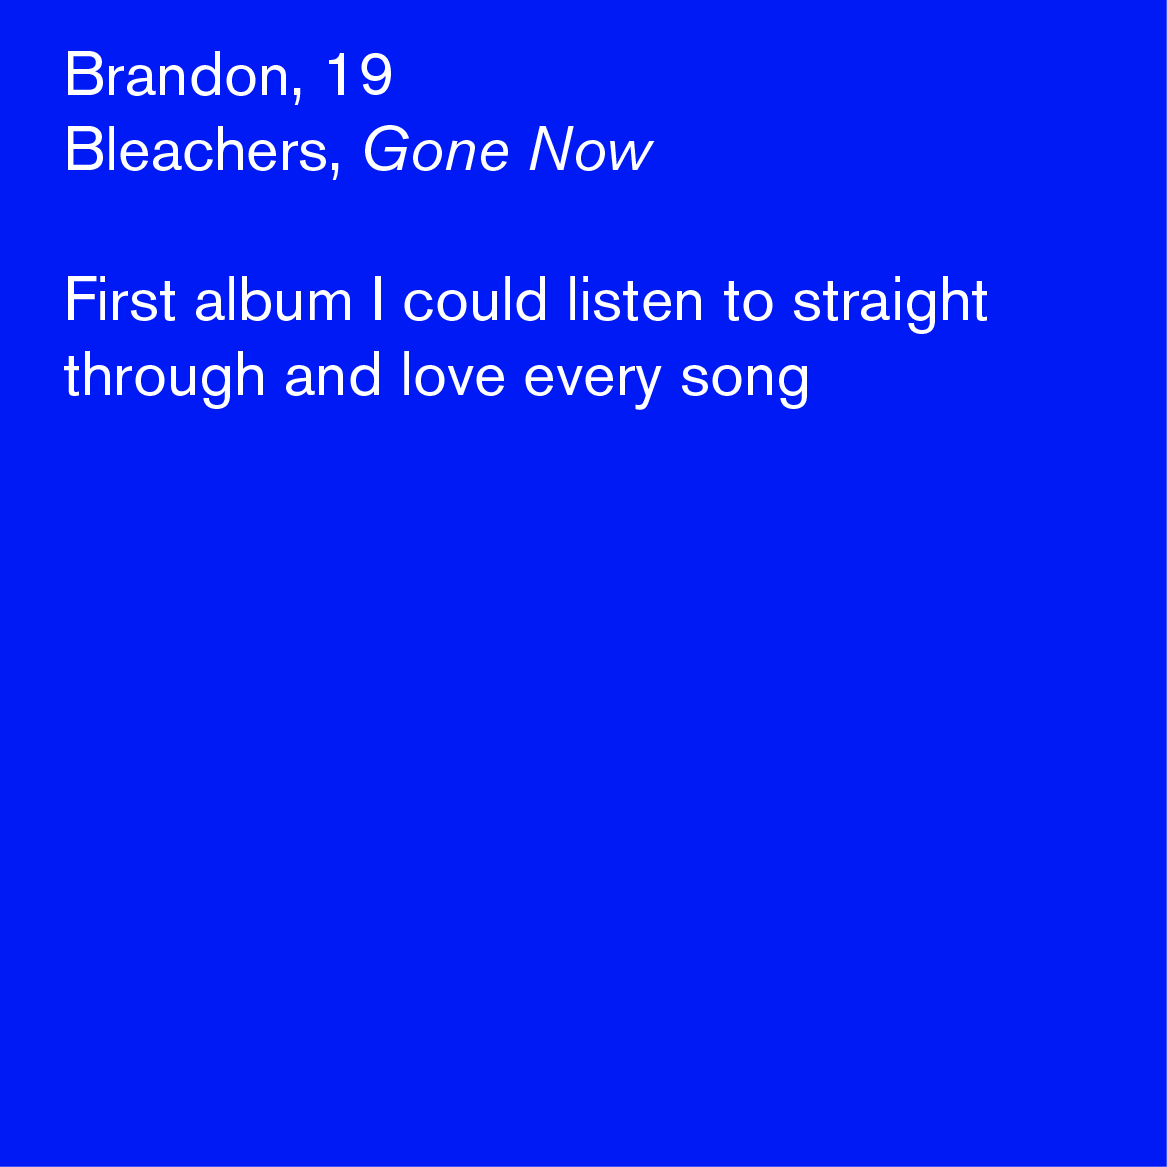 Brandon, 19
Bleachers, Gone Now
First album I could listen to straight
through and love every song